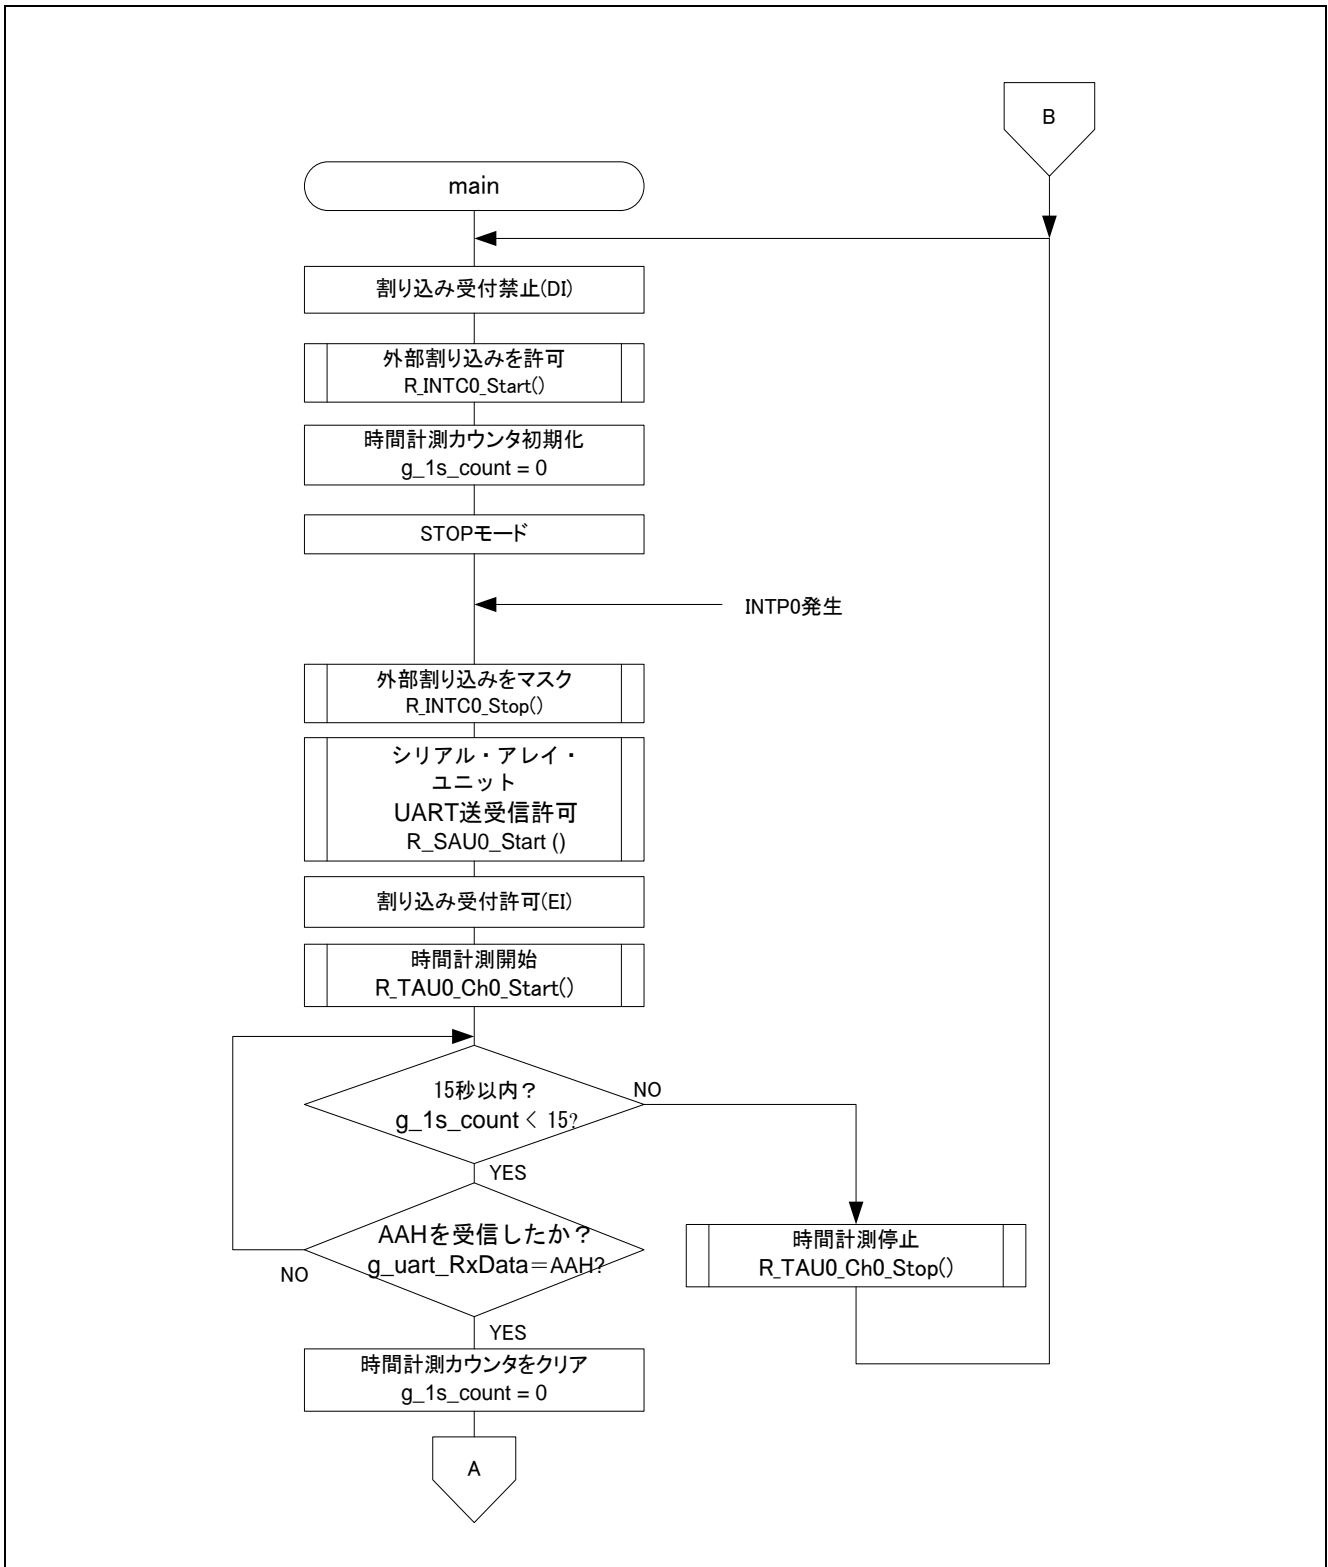 B
main
割り込み受付禁止(DI)
外部割り込みを許可
R_INTC0_Start()
時間計測カウンタ初期化
g_1s_count = 0
STOPモード
INTP0発生
外部割り込みをマスク
R_INTC0_Stop()
シリアル・アレイ・
ユニット
UART送受信許可
R_SAU0_Start ()
割り込み受付許可(EI)
時間計測開始
R_TAU0_Ch0_Start()
15秒以内?
g_1s_count < 15?
NO
YES
AAHを受信したか?
g_uart_RxData=AAH?
NO
YES
時間計測停止
R_TAU0_Ch0_Stop()
時間計測カウンタをクリア
g_1s_count = 0
A